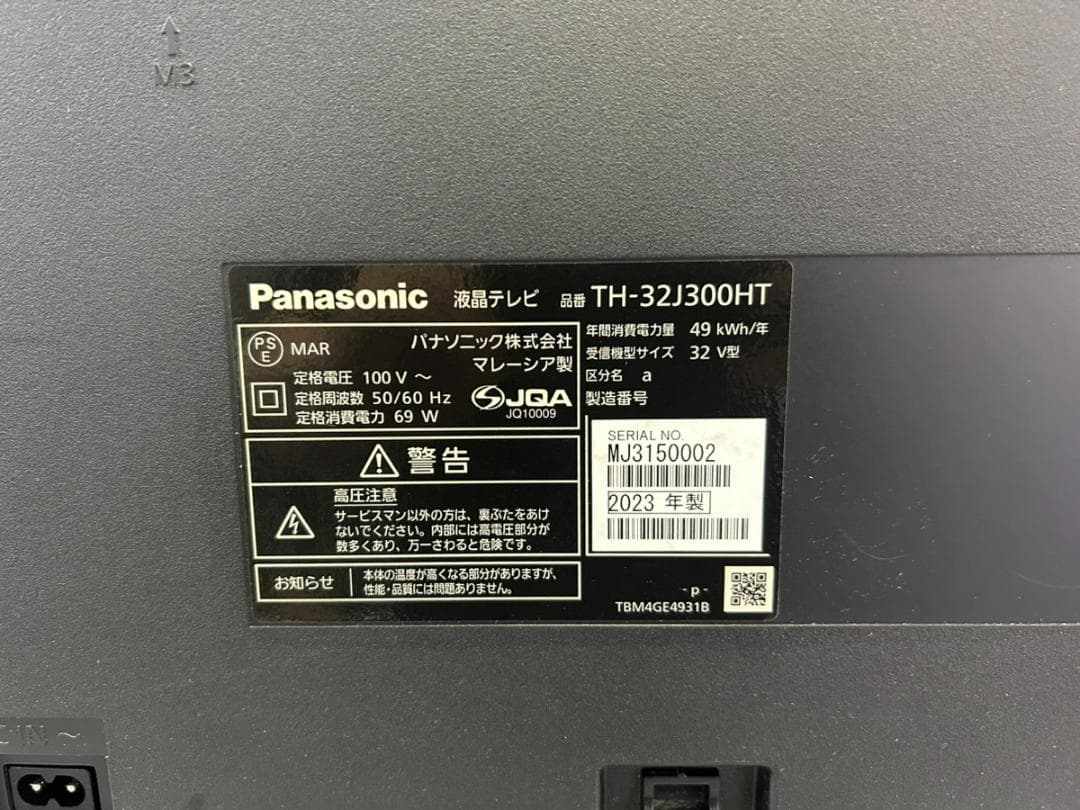 M3
Panasonic 液晶テレビ 品番 TH-32J300HT
PS
E
MAR
パナソニック株式会社
マレーシア製
定格電圧 100 V ～
定格周波数 50/60 Hz
定格消費電力 69 W
JQA
JQ10009
年間消費電力量 49 kWh/年
受信機型サイズ 32 V型
区分名 a
製造番号
SERIAL NO.
MJ3150002
2023 年製
警告
高圧注意
サービスマン以外の方は、裏ぶたをあけ
ないでください。内部には高電圧部分が
数多くあり、万一さわると危険です。
お知らせ
本体の温度が高くなる部分がありますが、
性能・品質には問題ありません。
- p -
TBM4GE4931B
IN ～